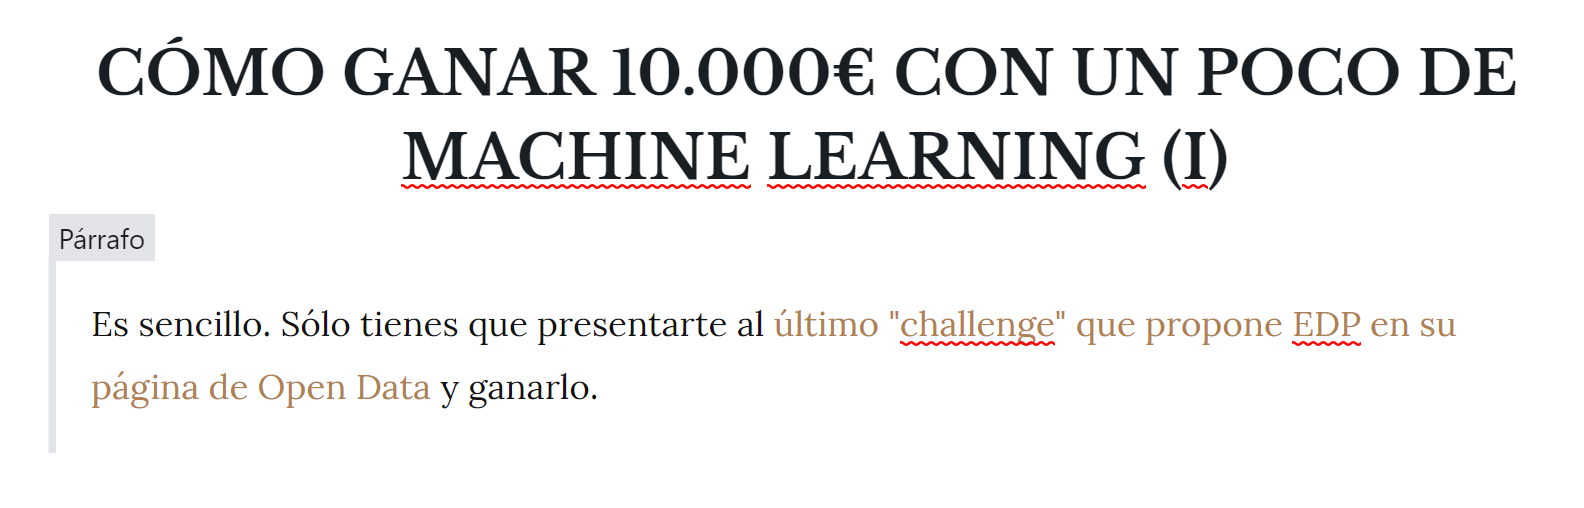 CÓMO GANAR 10.000€ CON UN POCO DE
MACHINE LEARNING (I)
Párrafo
Es sencillo. Sólo tienes que presentarte al último "challenge" que propone EDP en su
página de Open Data y ganarlo.